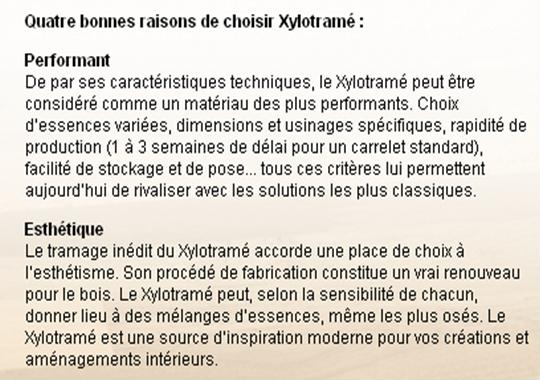 Quatre bonnes raisons de choisir Xylotramé :
Performant
De par ses caractéristiques techniques, le Xylotramé peut être
considéré comme un matériau des plus performants. Choix
d'essences variées, dimensions et usinages spécifiques, rapidité de
production (1 à 3 semaines de délai pour un carrelet standard),
facilité de stockage et de pose... tous ces critères lui permettent
aujourd'hui de rivaliser avec les solutions les plus classiques.
Esthétique
Le tramage inédit du Xylotramé accorde une place de choix à
l'esthétisme. Son procédé de fabrication constitue un vrai renouveau
pour le bois. Le Xylotramé peut, selon la sensibilité de chacun,
donner lieu à des mélanges d'essences, même les plus osés. Le
Xylotramé est une source d'inspiration moderne pour vos créations et
aménagements intérieurs.